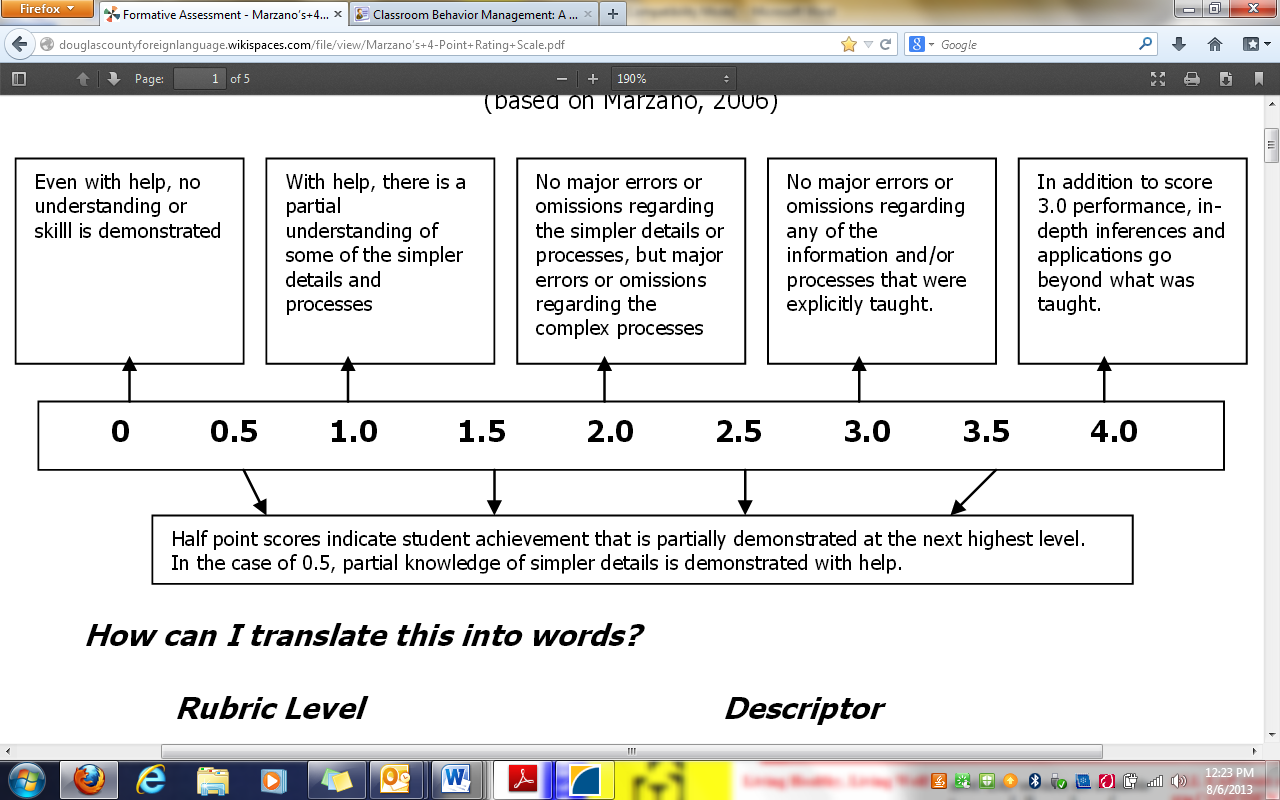 Firefox
Formative Assessment - Marzano's+4...
Classroom Behavior Management: A ...
douglascountyforeignlanguage.wikispaces.com/file/view/Marzano's+4-Point+Rating+Scale.pdf
Google
Page: 1 of 5
190%
(based on Marzano, 2006)
Even with help, no
understanding or
skilll is demonstrated
With help, there is a
partial
understanding of
some of the simpler
details and
processes
No major errors or
omissions regarding
the simpler details or
processes, but major
errors or omissions
regarding the
complex processes
No major errors or
omissions regarding
any of the
information and/or
processes that were
explicitly taught.
In addition to score
3.0 performance, in-
depth inferences and
applications go
beyond what was
taught.
0 0.5 1.0 1.5 2.0 2.5 3.0 3.5 4.0
Half point scores indicate student achievement that is partially demonstrated at the next highest level.
In the case of 0.5, partial knowledge of simpler details is demonstrated with help.
How can I translate this into words?
Rubric Level Descriptor
12:23 PM
8/6/2013